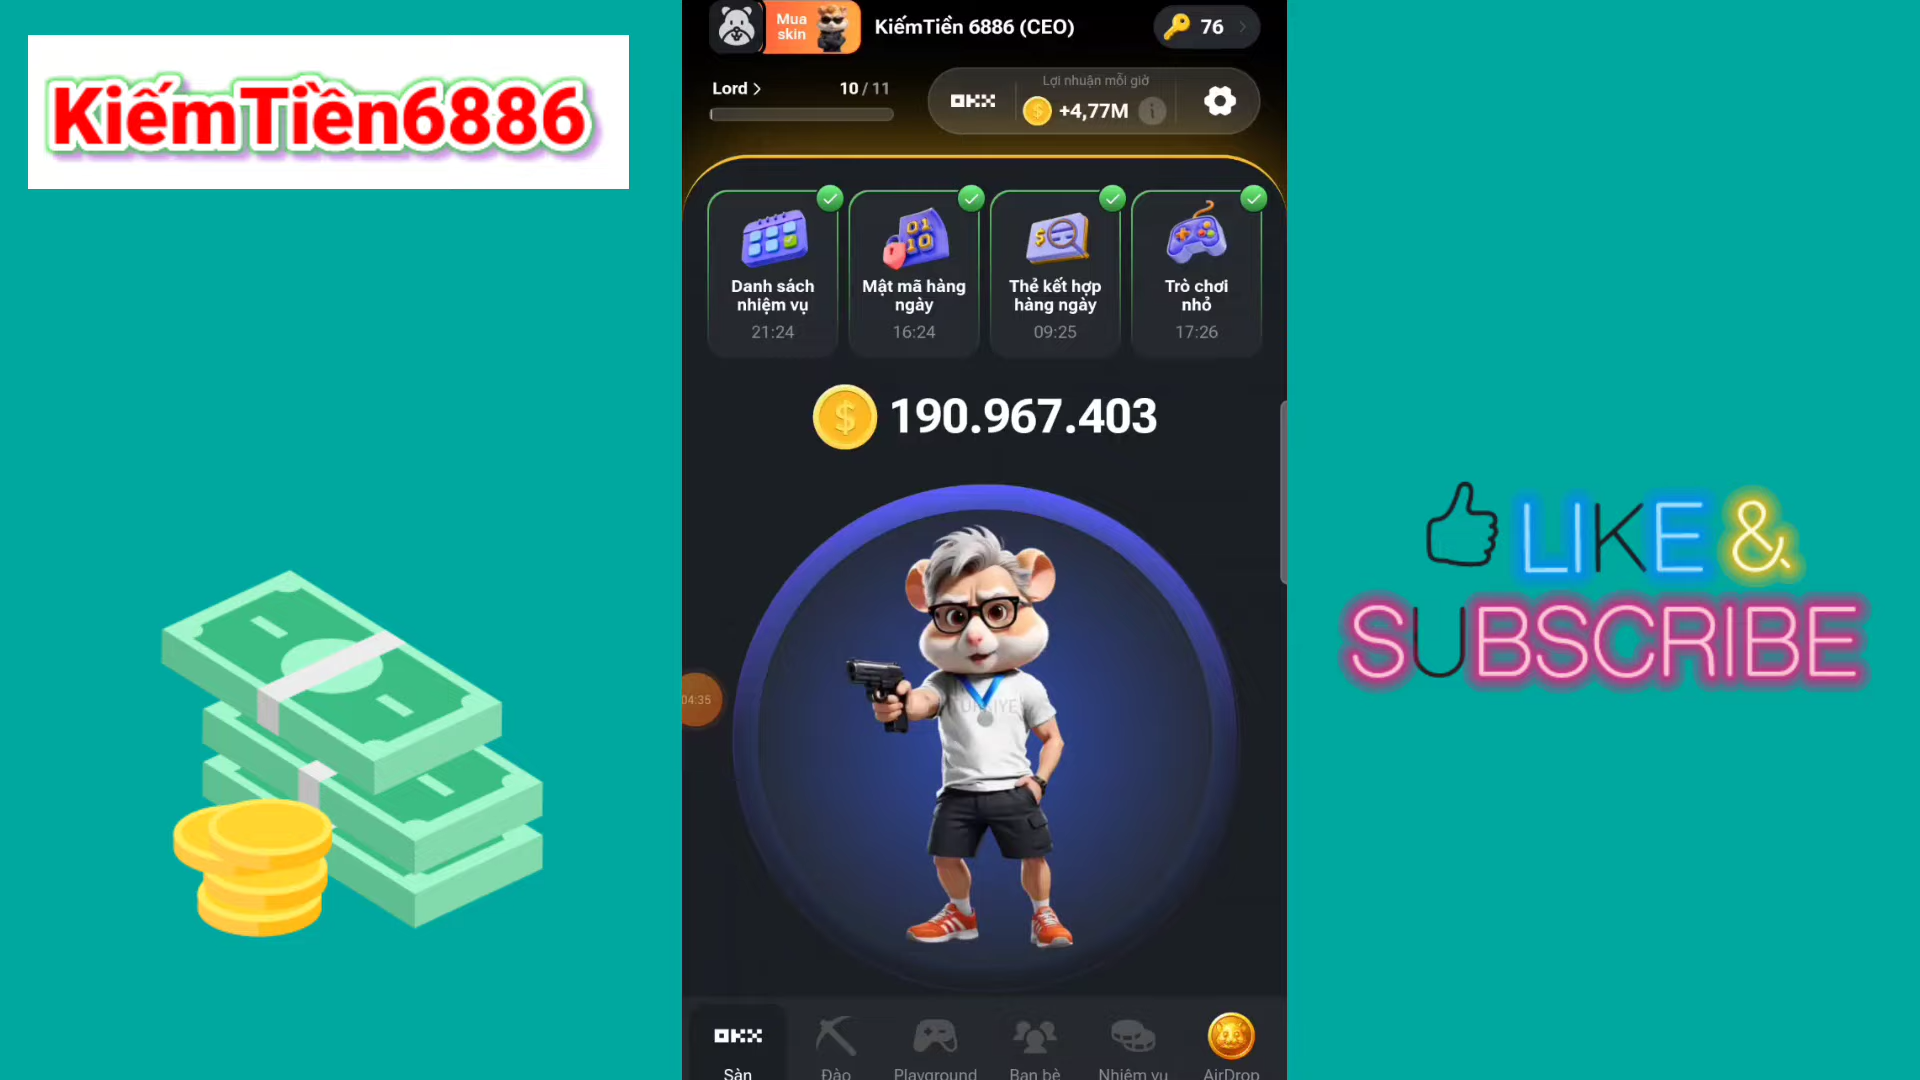 KiếmTiền6886
Mua
skin
KiếmTiền 6886 (CEO)
76
Lord >
10 / 11
OKX
Lợi nhuận mỗi giờ
+4,77M
Danh sách
nhiệm vụ
21:24
Mật mã hàng
ngày
16:24
Thẻ kết hợp
hàng ngày
09:25
Trò chơi
nhỏ
17:26
190.967.403
04:35
LIKE &
SUBSCRIBE
OKX
Sàn
Đào
Playground
Bạn bè
Nhiệm vụ
AirDrop